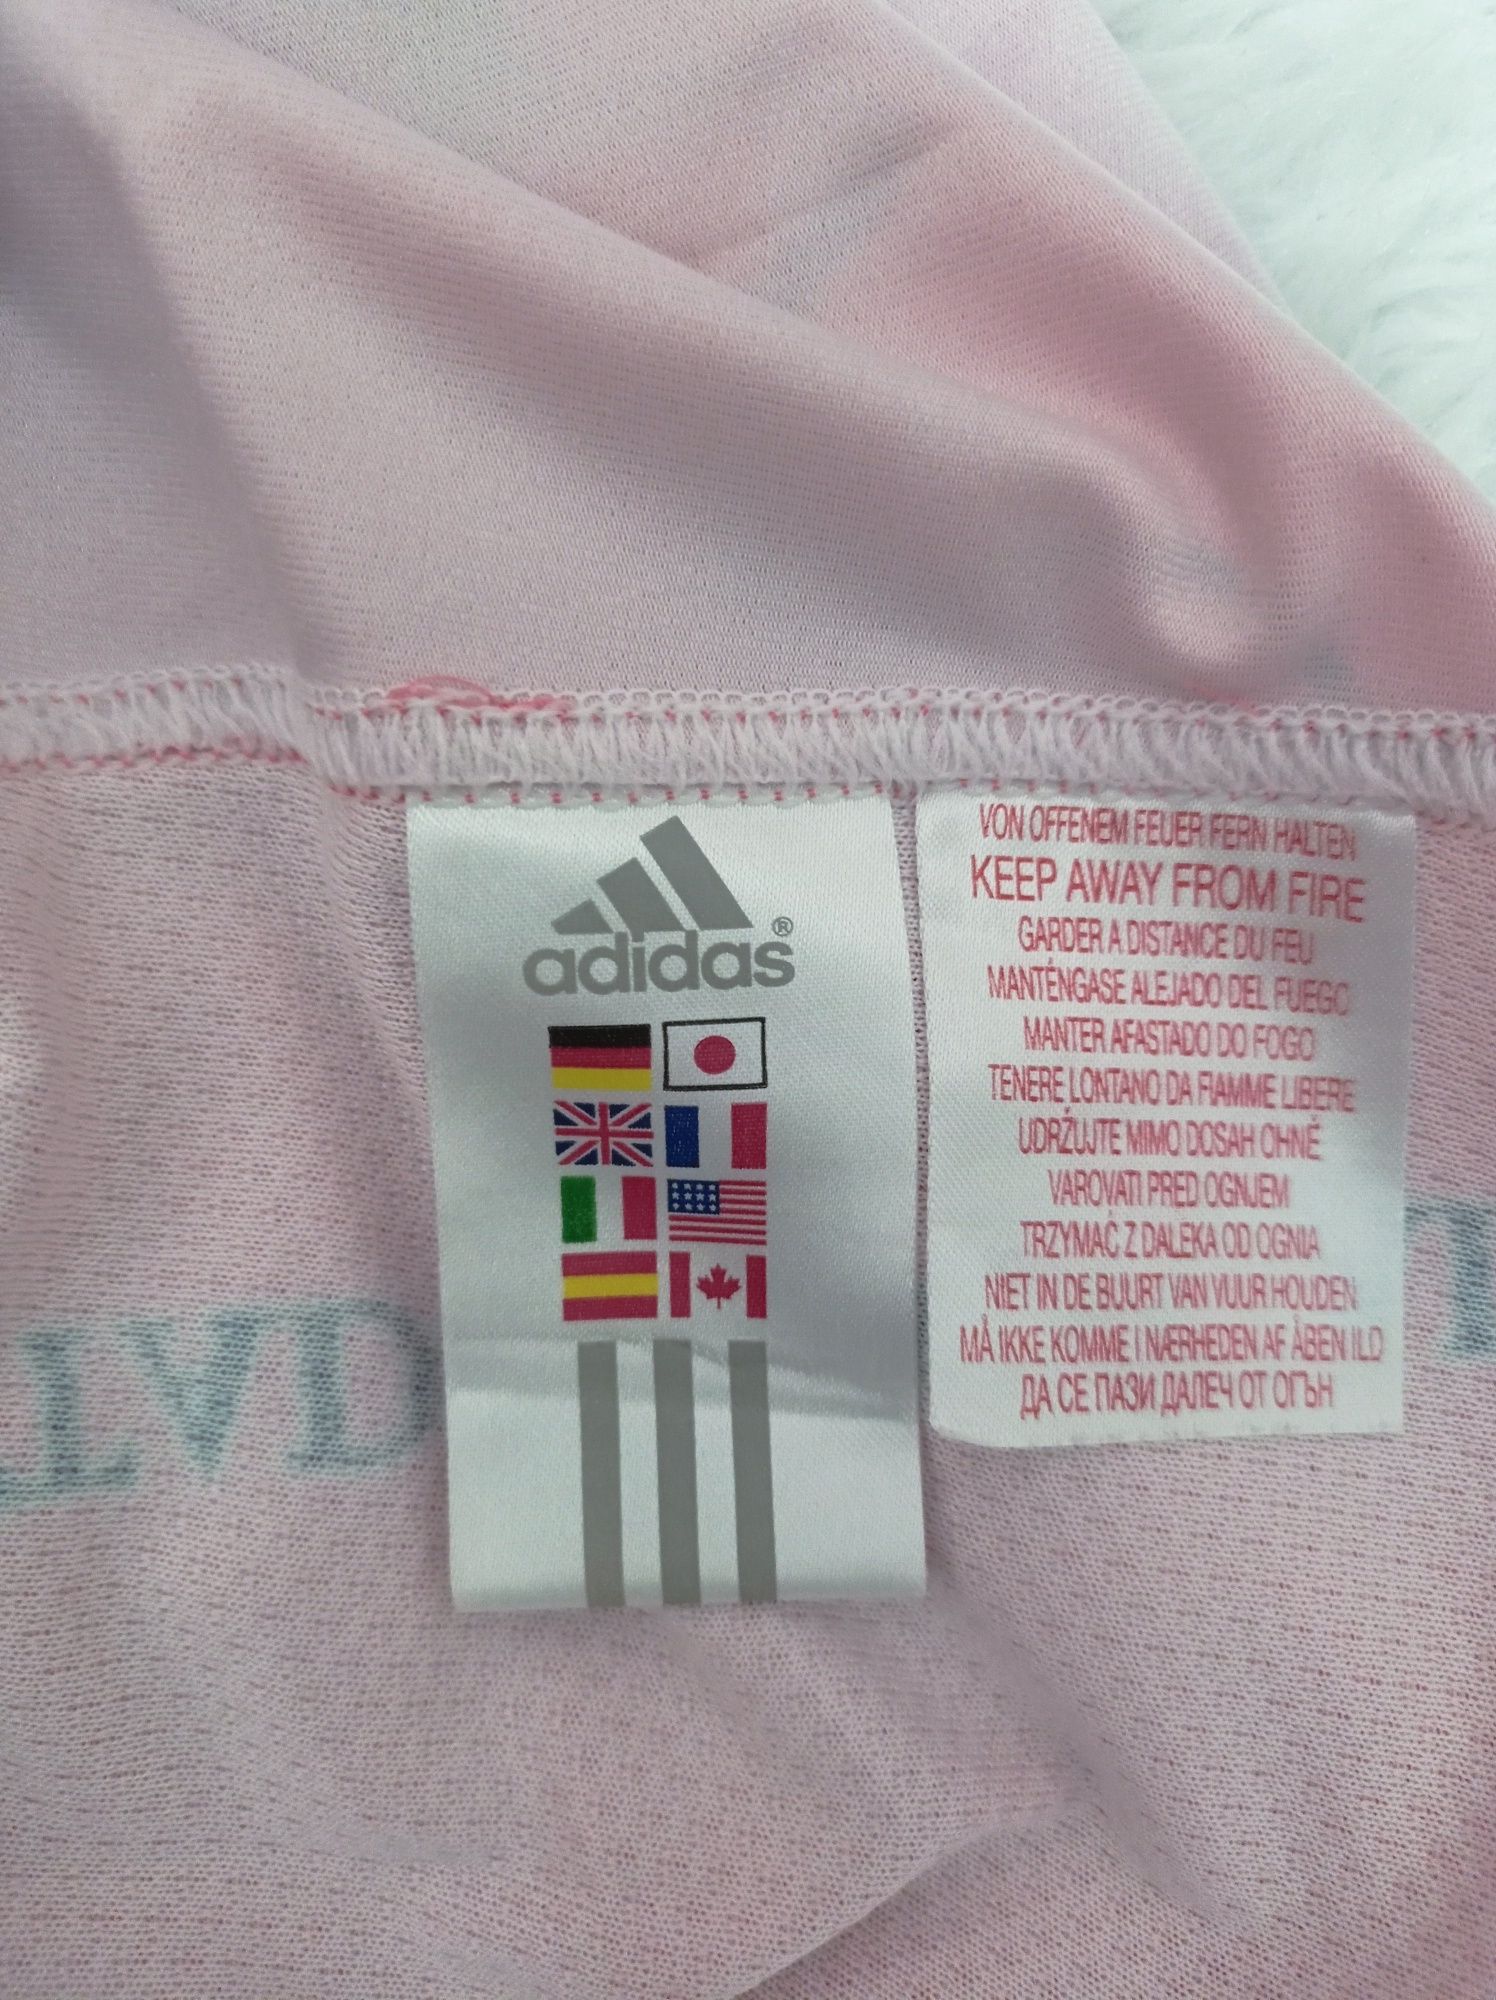 adidas®
VON OFFENEM FEUER FERN HALTEN
KEEP AWAY FROM FIRE
GARDER A DISTANCE DU FEU
MANTÉNGASE ALEJADO DEL FUEGO
MANTER AFASTADO DO FOGO
TENERE LONTANO DA FIAMME LIBERE
UDRŽUJTE MIMO DOSAH OHNĚ
VAROVATI PRED OGNJEM
TRZYMAĆ Z DALEKA OD OGNIA
NIET IN DE BUURT VAN VUUR HOUDEN
MÅ IKKE KOMME I NÆRHEDEN AF ÅBEN ILD
ДА СЕ ПАЗИ ДАЛЕЧ ОТ ОГЪН